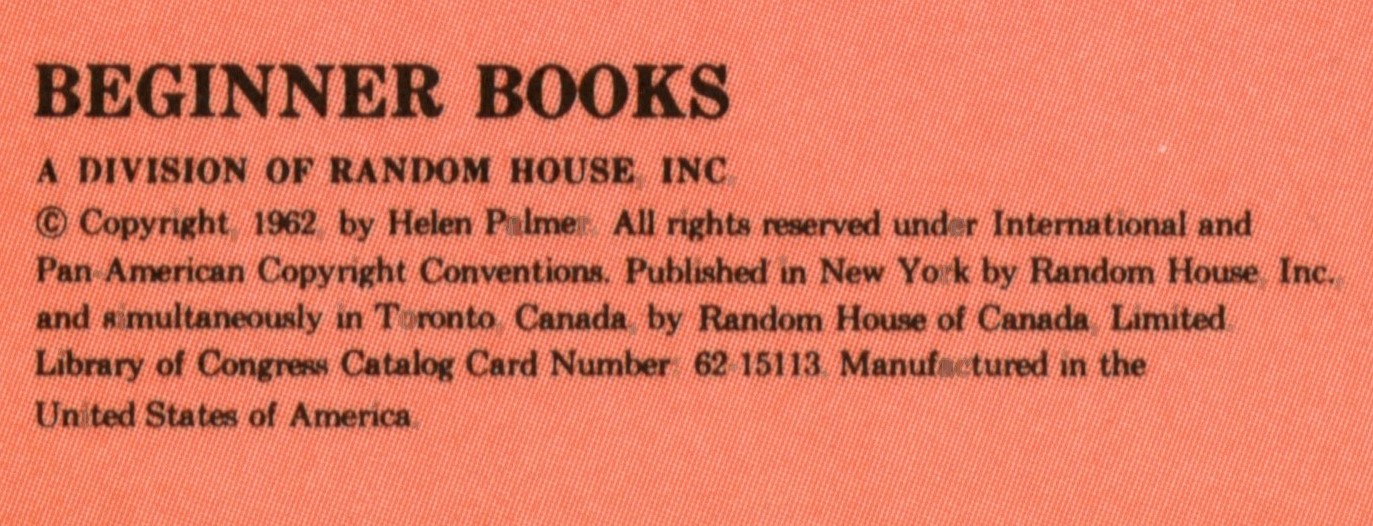 BEGINNER BOOKS
A DIVISION OF RANDOM HOUSE, INC.
© Copyright, 1962, by Helen Palmer. All rights reserved under International and
Pan-American Copyright Conventions. Published in New York by Random House, Inc.,
and simultaneously in Toronto, Canada, by Random House of Canada, Limited.
Library of Congress Catalog Card Number: 62-15113. Manufactured in the
United States of America.